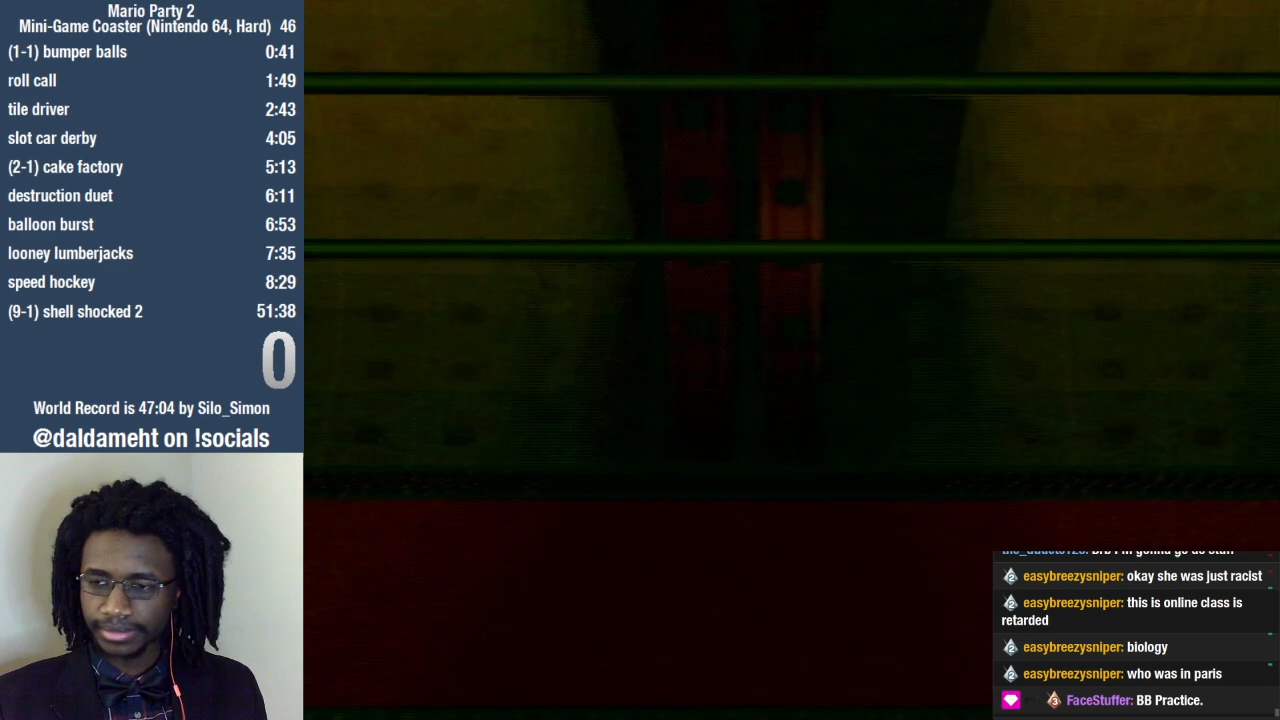 Mario Party 2
Mini-Game Coaster (Nintendo 64, Hard) 46
(1-1) bumper balls 0:41
roll call 1:49
tile driver 2:43
slot car derby 4:05
(2-1) cake factory 5:13
destruction duet 6:11
balloon burst 6:53
looney lumberjacks 7:35
speed hockey 8:29
(9-1) shell shocked 2 51:38
0
World Record is 47:04 by Silo_Simon
@daldameht on !socials
easybreezysniper: okay she was just racist
easybreezysniper: this is online class is
retarded
easybreezysniper: biology
easybreezysniper: who was in paris
FaceStuffer: BB Practice.